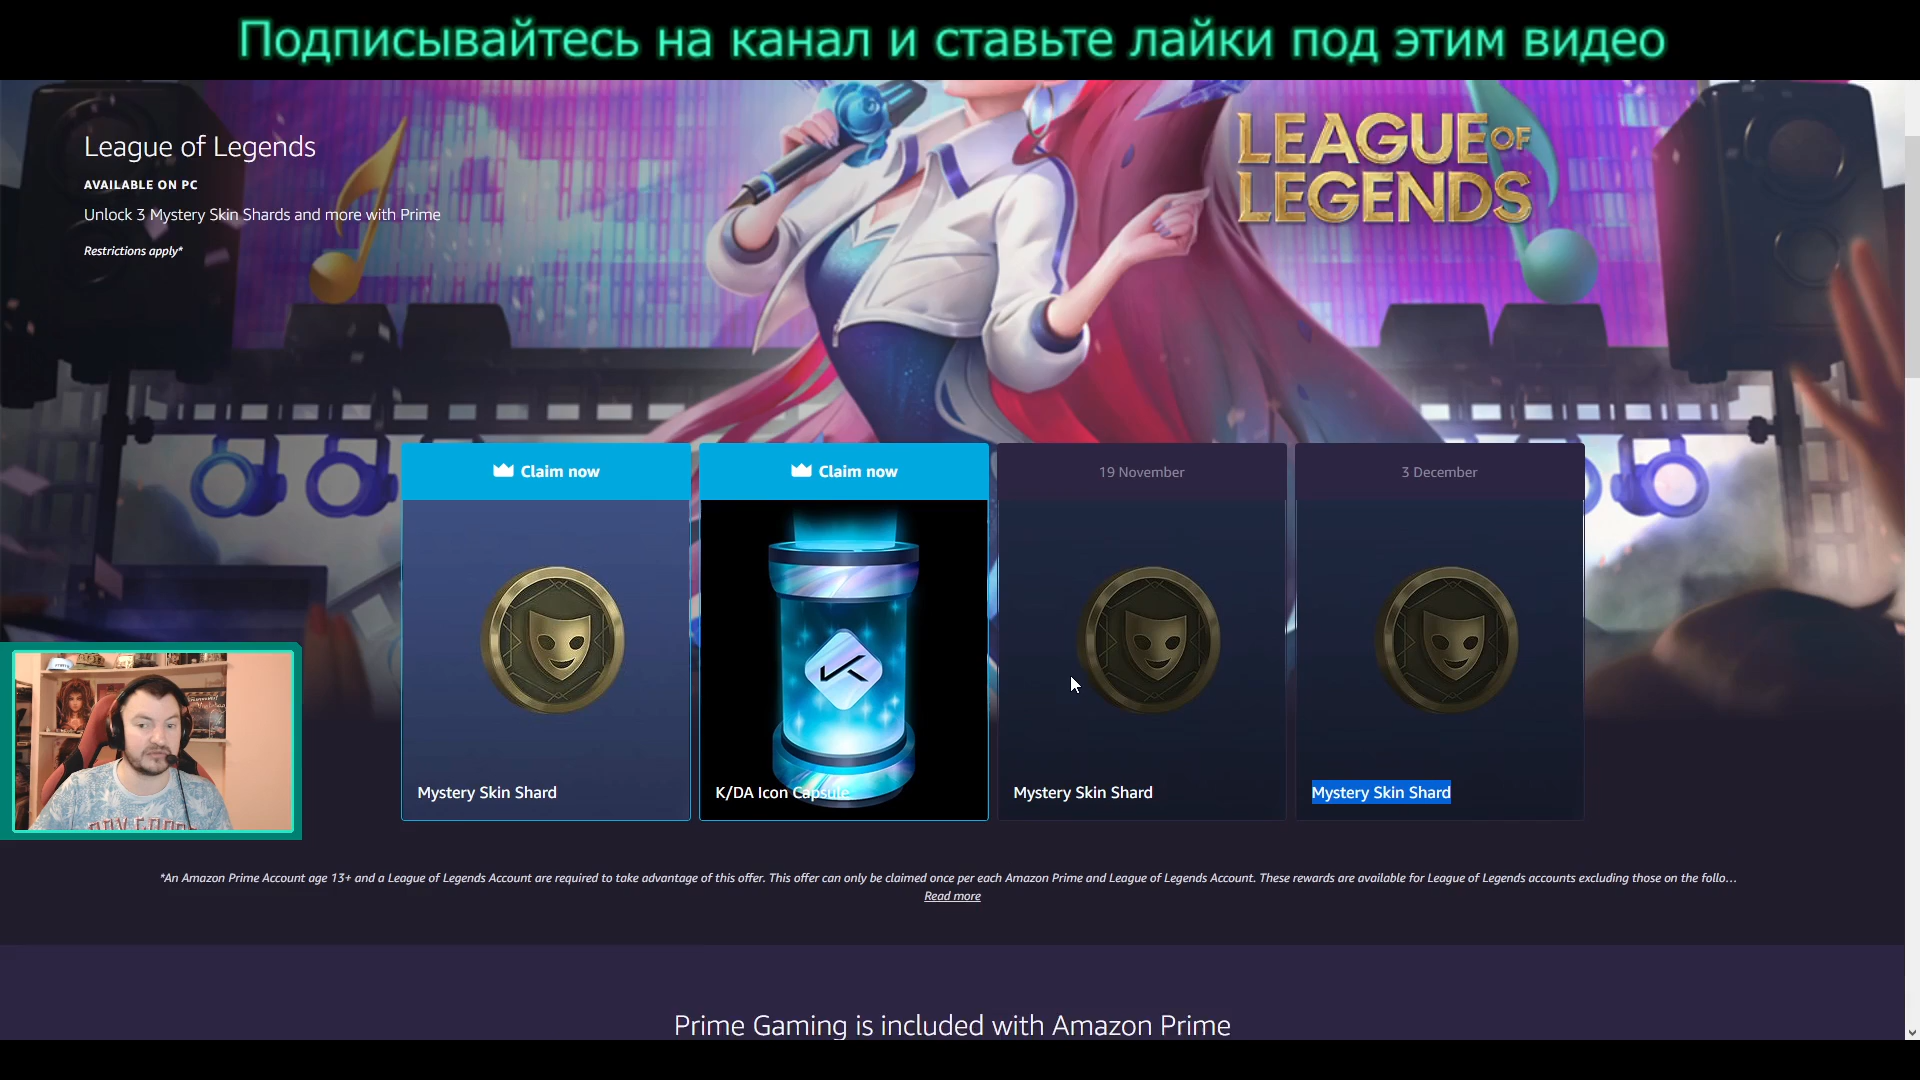 Подписывайтесь на канал и ставьте лайки под этим видео
League of Legends
AVAILABLE ON PC
Unlock 3 Mystery Skin Shards and more with Prime
Restrictions apply*
LEAGUE OF
LEGENDS
Claim now
Mystery Skin Shard
Claim now
K/DA Icon Capsule
19 November
Mystery Skin Shard
3 December
Mystery Skin Shard
*An Amazon Prime Account age 13+ and a League of Legends Account are required to take advantage of this offer. This offer can only be claimed once per each Amazon Prime and League of Legends Account. These rewards are available for League of Legends accounts excluding those on the follo…
Read more
Prime Gaming is included with Amazon Prime